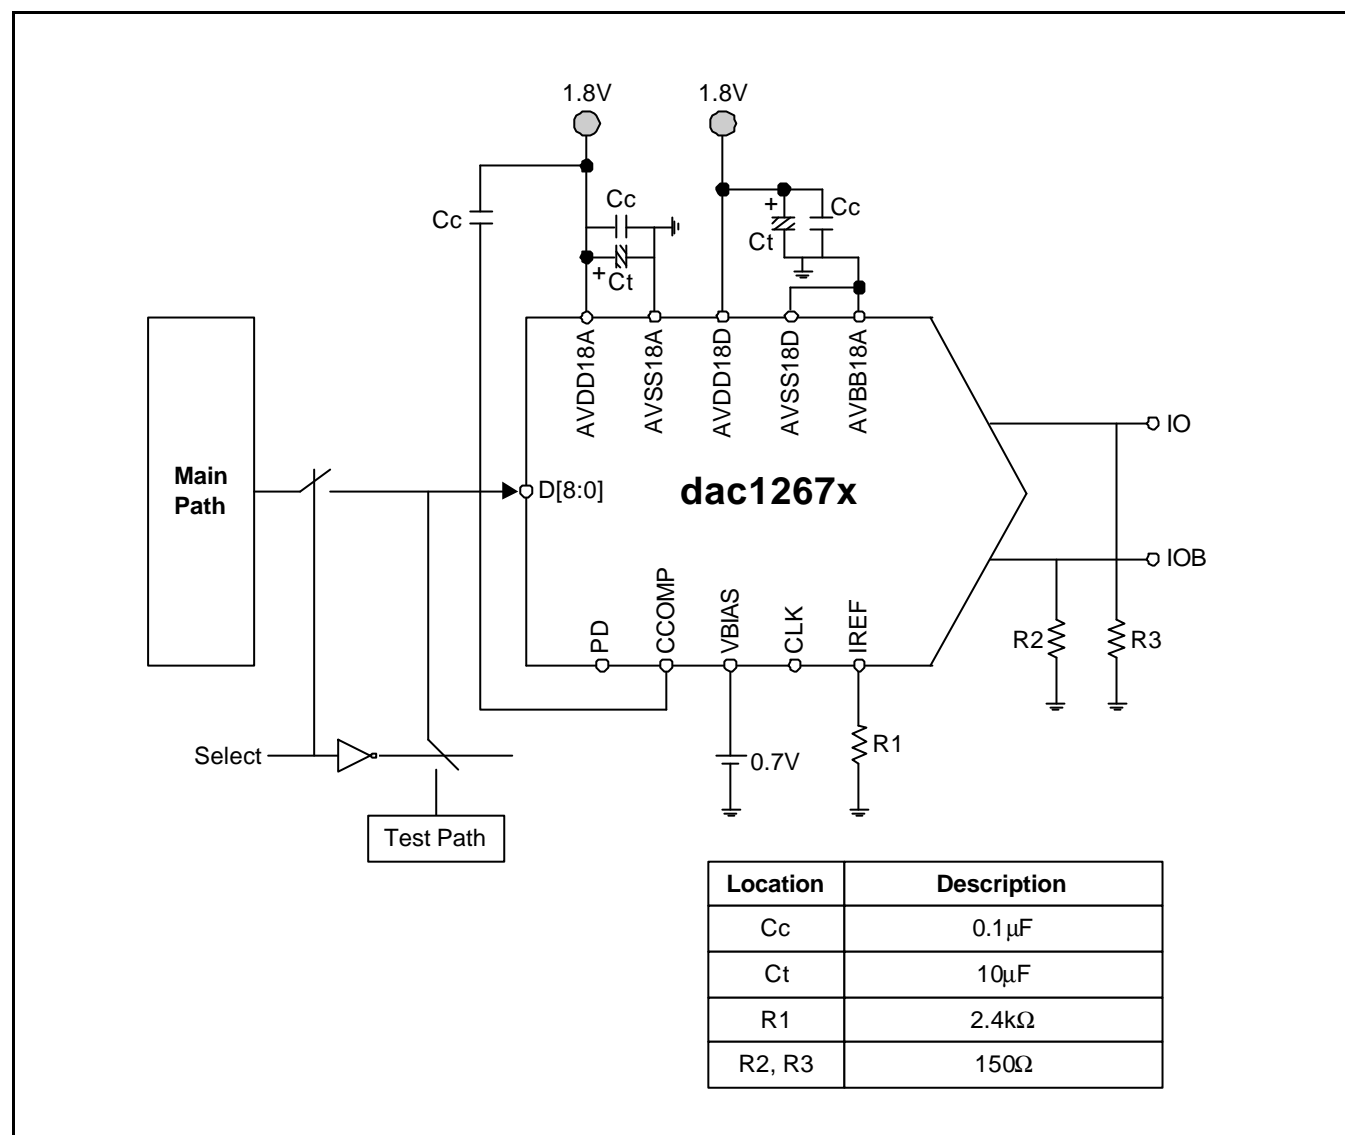 1.8V
1.8V
Cc
Cc
+
Ct
+
Ct
Cc
AVDD18A
AVSS18A
AVDD18D
AVSS18D
AVBB18A
Main
Path
D[8:0]
dac1267x
IO
IOB
PD
CCOMP
VBIAS
CLK
IREF
R2
R3
Select
0.7V
R1
Test Path
Location Description
Cc 0.1μF
Ct 10μF
R1 2.4kΩ
R2, R3 150Ω